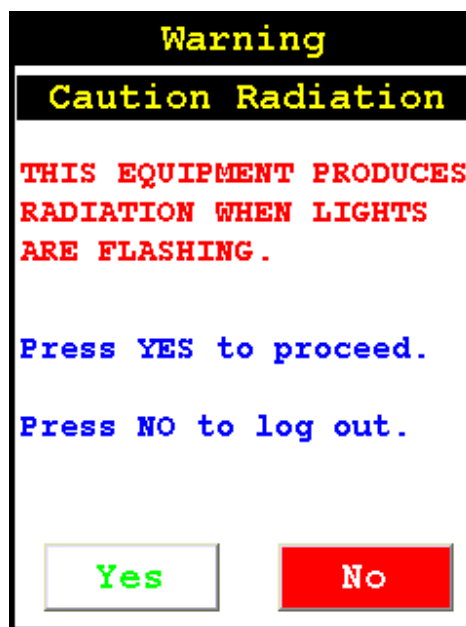 Warning
Caution Radiation
THIS EQUIPMENT PRODUCES
RADIATION WHEN LIGHTS
ARE FLASHING.
Press YES to proceed.
Press NO to log out.
Yes No